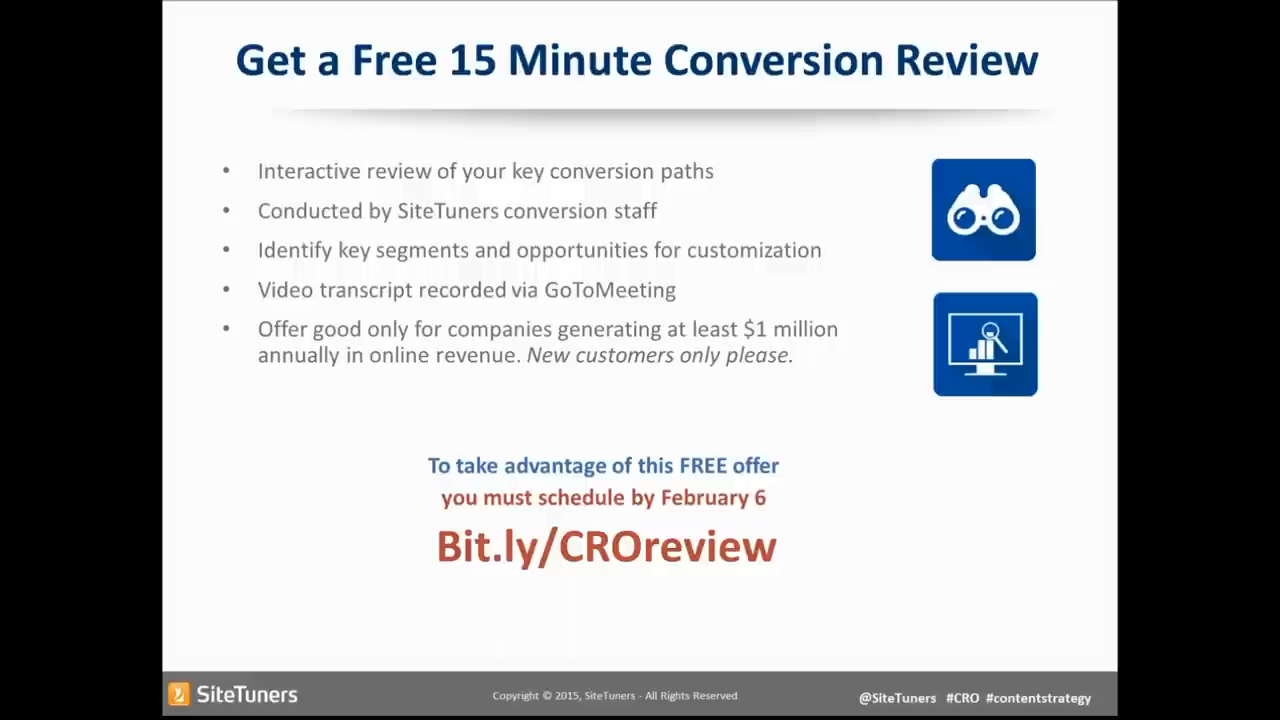 Get a Free 15 Minute Conversion Review
• Interactive review of your key conversion paths
• Conducted by SiteTuners conversion staff
• Identify key segments and opportunities for customization
• Video transcript recorded via GoToMeeting
• Offer good only for companies generating at least $1 million
annually in online revenue. New customers only please.
To take advantage of this FREE offer
you must schedule by February 6
Bit.ly/CROreview
SiteTuners
Copyright © 2015, SiteTuners - All Rights Reserved.
@SiteTuners #CRO #contentstrategy